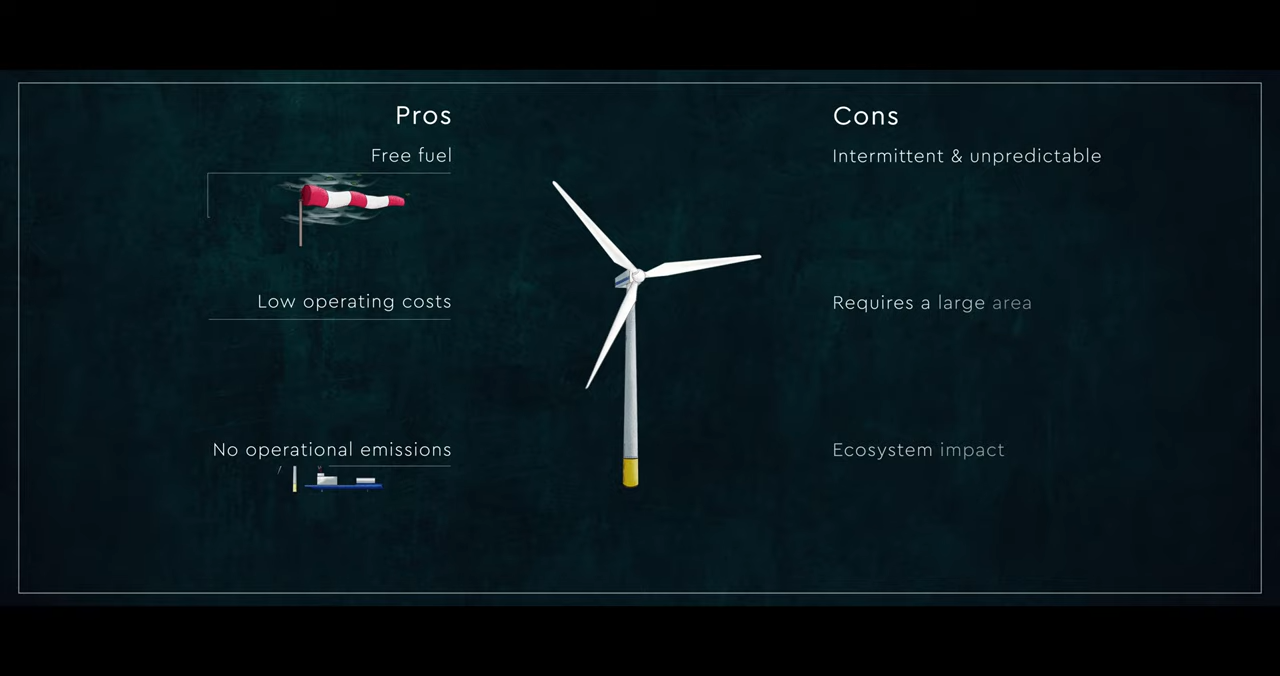 Pros
Free fuel
Low operating costs
No operational emissions
Cons
Intermittent & unpredictable
Requires a large area
Ecosystem impact